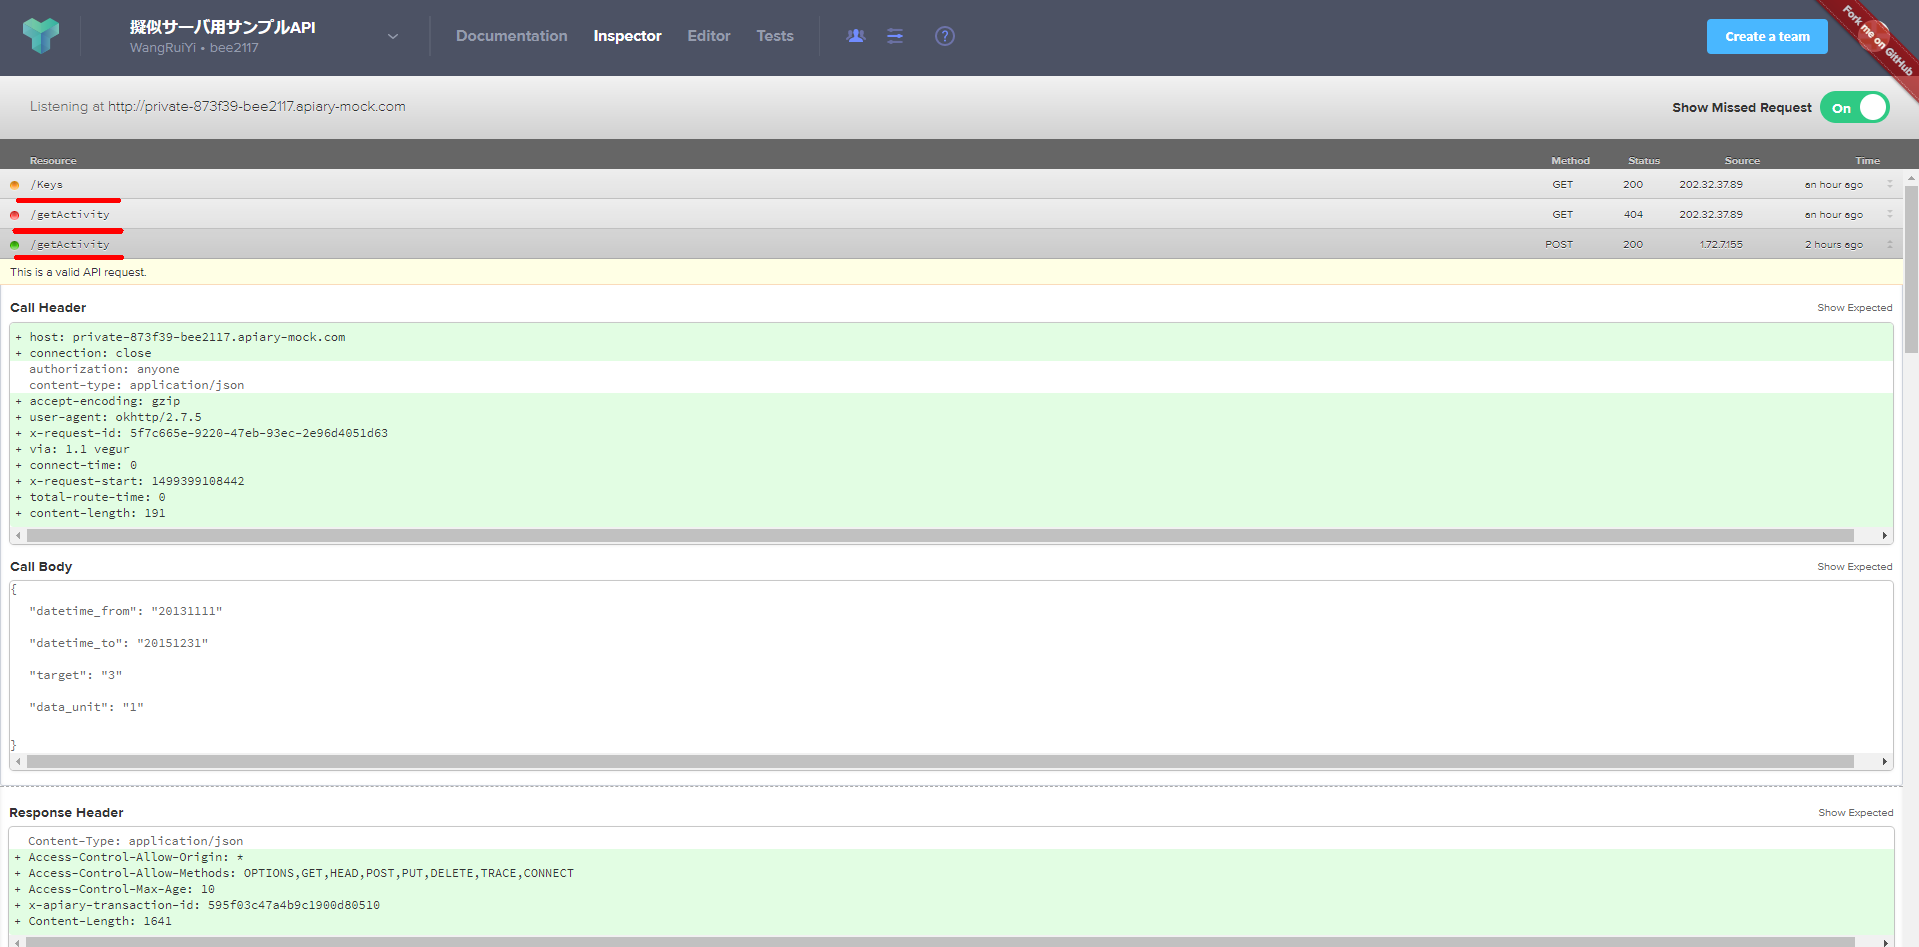 擬似サーバ用サンプルAPI
WangRuiYi • bee2117
Documentation
Inspector
Editor
Tests
?
Create a team
Fork me on GitHub
Listening at http://private-873f39-bee2117.apiary-mock.com
Show Missed Request
On
Resource Method Status Source Time
/Keys GET 200 202.32.37.89 an hour ago
/getActivity GET 404 202.32.37.89 an hour ago
/getActivity POST 200 1.72.7.155 2 hours ago
This is a valid API request.
Call Header Show Expected
+ host: private-873f39-bee2117.apiary-mock.com
+ connection: close
authorization: anyone
content-type: application/json
+ accept-encoding: gzip
+ user-agent: okhttp/2.7.5
+ x-request-id: 5f7c665e-9220-47eb-93ec-2e96d4051d63
+ via: 1.1 vegur
+ connect-time: 0
+ x-request-start: 1499399108442
+ total-route-time: 0
+ content-length: 191
Call Body Show Expected
{
"datetime_from": "20131111"
"datetime_to": "20151231"
"target": "3"
"data_unit": "1"
}
Response Header Show Expected
Content-Type: application/json
+ Access-Control-Allow-Origin: *
+ Access-Control-Allow-Methods: OPTIONS,GET,HEAD,POST,PUT,DELETE,TRACE,CONNECT
+ Access-Control-Max-Age: 10
+ x-apiary-transaction-id: 595f03c47a4b9c1900d80510
+ Content-Length: 1641